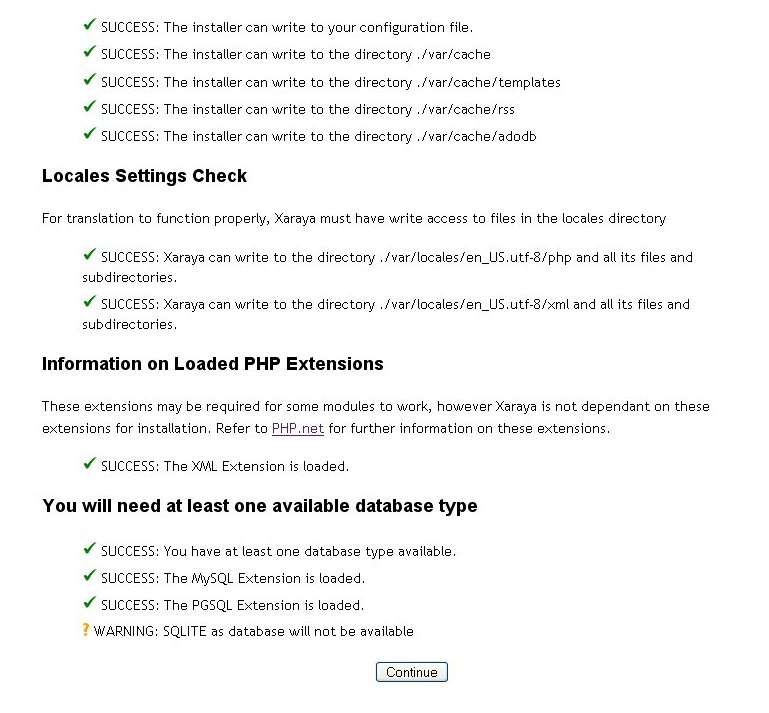 ✔ SUCCESS: The installer can write to your configuration file.
✔ SUCCESS: The installer can write to the directory ./var/cache
✔ SUCCESS: The installer can write to the directory ./var/cache/templates
✔ SUCCESS: The installer can write to the directory ./var/cache/rss
✔ SUCCESS: The installer can write to the directory ./var/cache/adodb
Locales Settings Check
For translation to function properly, Xaraya must have write access to files in the locales directory
✔ SUCCESS: Xaraya can write to the directory ./var/locales/en_US.utf-8/php and all its files and
subdirectories.
✔ SUCCESS: Xaraya can write to the directory ./var/locales/en_US.utf-8/xml and all its files and
subdirectories.
Information on Loaded PHP Extensions
These extensions may be required for some modules to work, however Xaraya is not dependant on these
extensions for installation. Refer to PHP.net for further information on these extensions.
✔ SUCCESS: The XML Extension is loaded.
You will need at least one available database type
✔ SUCCESS: You have at least one database type available.
✔ SUCCESS: The MySQL Extension is loaded.
✔ SUCCESS: The PGSQL Extension is loaded.
? WARNING: SQLITE as database will not be available
Continue